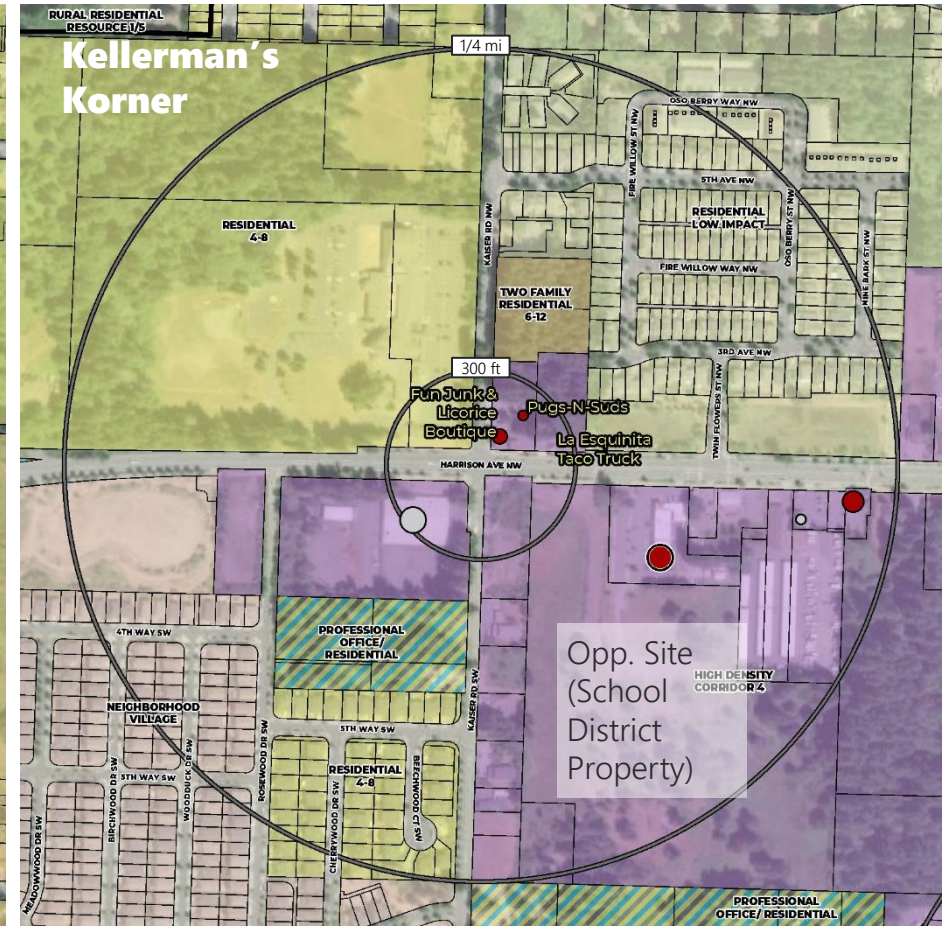 RURAL RESIDENTIAL
RESOURCE 1/5
Kellerman's
Korner
1/4 mi
OSO BERRY WAY NW
FIRE WILLOW ST NW
5TH AVE NW
RESIDENTIAL
LOW IMPACT
OSO BERRY ST NW
NINE BARK ST NW
RESIDENTIAL
4-8
KAISER RD NW
FIRE WILLOW WAY NW
TWO FAMILY
RESIDENTIAL
6-12
3RD AVE NW
TWIN FLOWERS ST NW
300 ft
Fun Junk &
Licorice
Boutique
Pugs-N-Suds
La Esquinita
Taco Truck
HARRISON AVE NW
4TH WAY SW
PROFESSIONAL
OFFICE/
RESIDENTIAL
Opp. Site
(School
District
Property)
HIGH DENSITY
CORRIDOR 4
NEIGHBORHOOD
VILLAGE
KAISER RD SW
5TH WAY SW
ROSEWOOD DR SW
5TH WAY SW
RESIDENTIAL
4-8
BEECHWOOD CT SW
BIRCHWOOD DR SW
WOODDUCK DR SW
CHERRYWOOD DR SW
MEADOWWOOD DR SW
PROFESSIONAL
OFFICE/ RESIDENTIAL